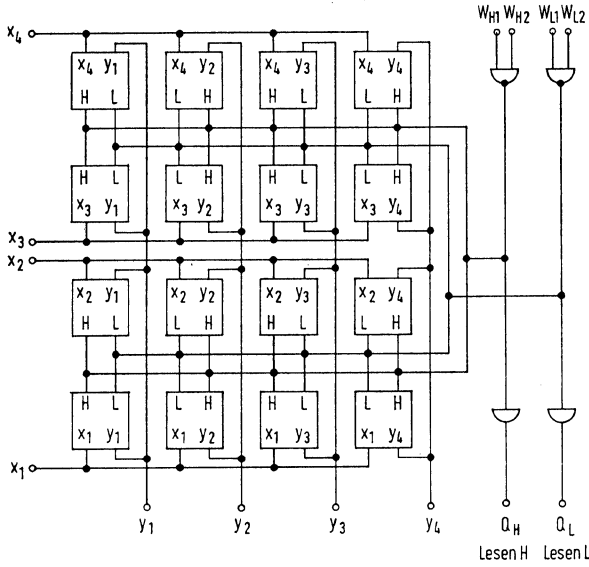 W_H1 W_H2 W_L1 W_L2
x4
x4 y1 x4 y2 x4 y3 x4 y4
H L L H H L L H
H L L H H L L H
x3 y1 x3 y2 x3 y3 x3 y4
x3
x2
x2 y1 x2 y2 x2 y3 x2 y4
H L L H H L L H
H L L H H L L H
x1 y1 x1 y2 x1 y3 x1 y4
x1
y1 y2 y3 y4 Q_H Q_L
Lesen H Lesen L